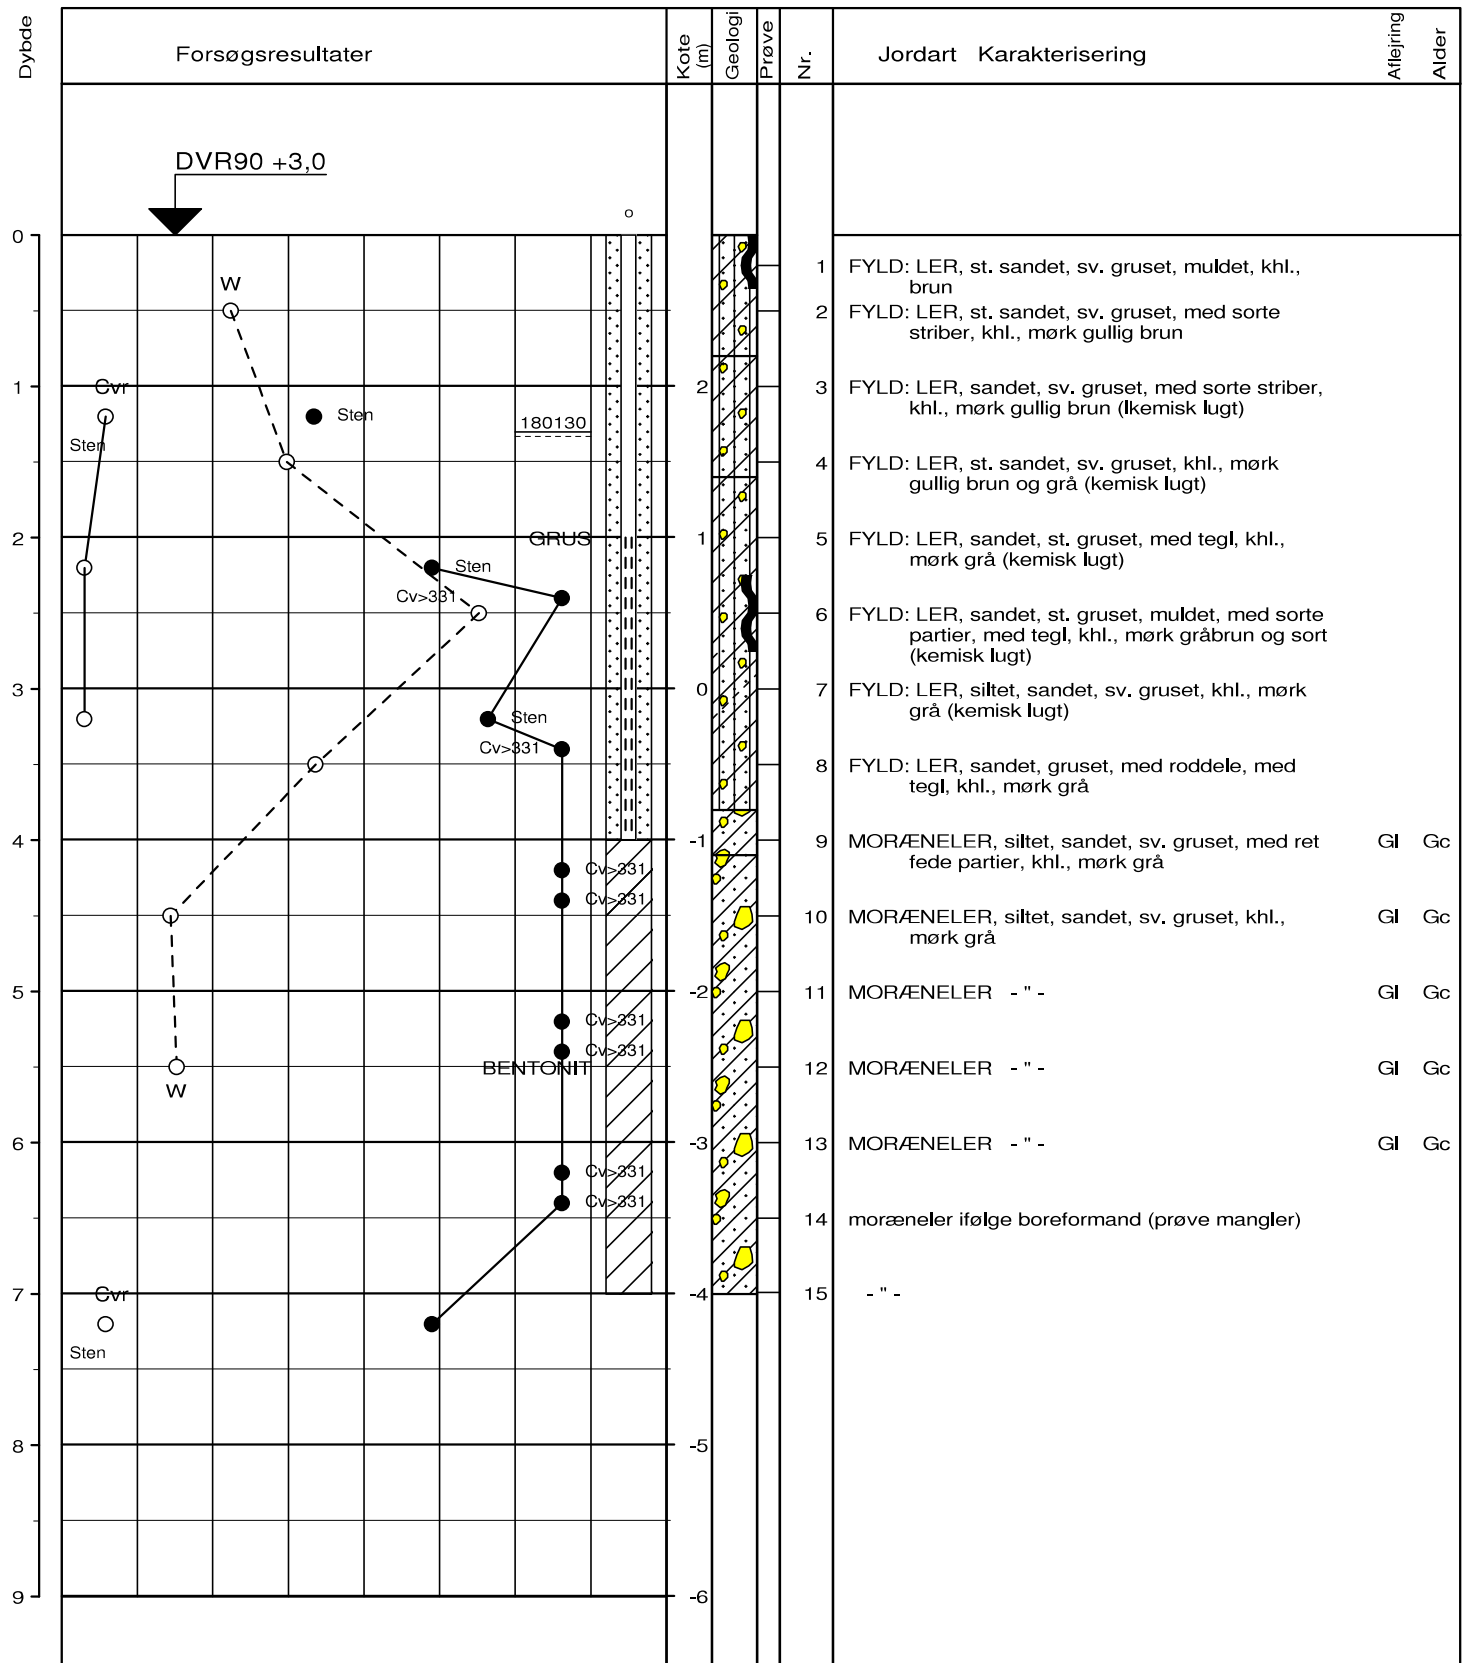 Dybde
Forsøgsresultater
Kote
(m)
Geologi
Prøve
Nr.
Jordart Karakterisering
Aflejring
Alder
DVR90 +3,0
0
W
1 FYLD: LER, st. sandet, sv. gruset, muldet, khl.,
brun
2 FYLD: LER, st. sandet, sv. gruset, med sorte
striber, khl., mørk gullig brun
1
Cvr
Sten
Sten
180130
2
3 FYLD: LER, sandet, sv. gruset, med sorte striber,
khl., mørk gullig brun (lkemisk lugt)
4 FYLD: LER, st. sandet, sv. gruset, khl., mørk
gullig brun og grå (kemisk lugt)
2
GRUS
1
5 FYLD: LER, sandet, st. gruset, med tegl, khl.,
mørk grå (kemisk lugt)
Sten
Cv>331
6 FYLD: LER, sandet, st. gruset, muldet, med sorte
partier, med tegl, khl., mørk gråbrun og sort
(kemisk lugt)
3
0
7 FYLD: LER, siltet, sandet, sv. gruset, khl., mørk
grå (kemisk lugt)
Sten
Cv>331
8 FYLD: LER, sandet, gruset, med roddele, med
tegl, khl., mørk grå
4
-1
9 MORÆNELER, siltet, sandet, sv. gruset, med ret Gl Gc
fede partier, khl., mørk grå
Cv>331
Cv>331
10 MORÆNELER, siltet, sandet, sv. gruset, khl., Gl Gc
mørk grå
5
-2
11 MORÆNELER - " - Gl Gc
Cv>331
Cv>331
BENTONIT
W
12 MORÆNELER - " - Gl Gc
6
-3
13 MORÆNELER - " - Gl Gc
Cv>331
Cv>331
14 moræneler ifølge boreformand (prøve mangler)
7
Cvr
-4
15 - " -
Sten
8
-5
9
-6